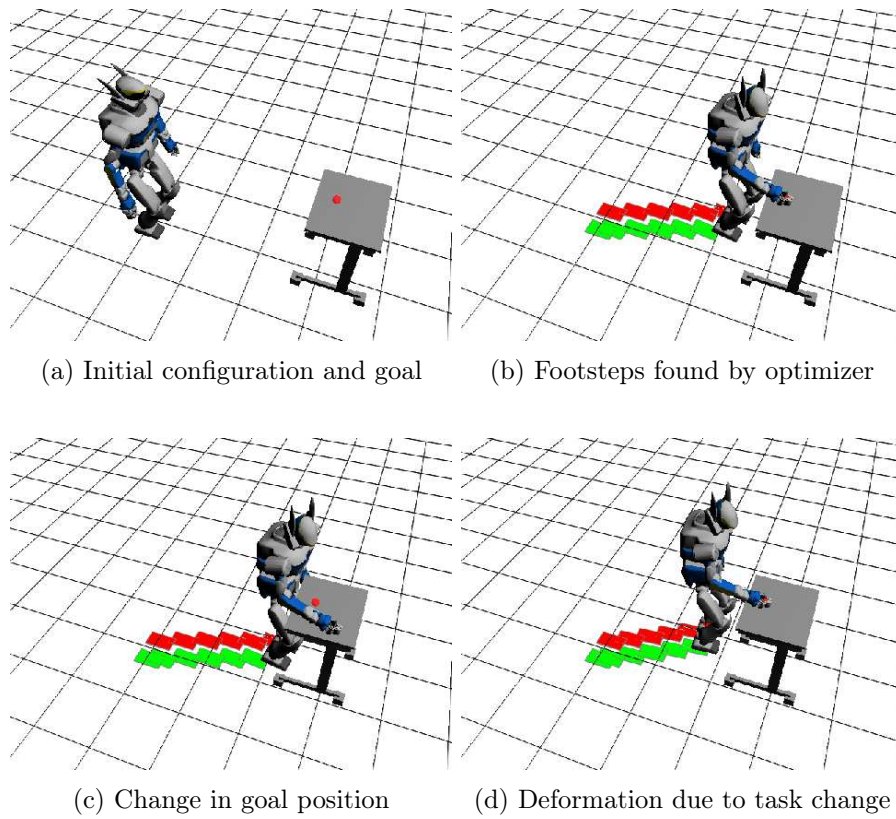 (a) Initial configuration and goal
(b) Footsteps found by optimizer
(c) Change in goal position
(d) Deformation due to task change